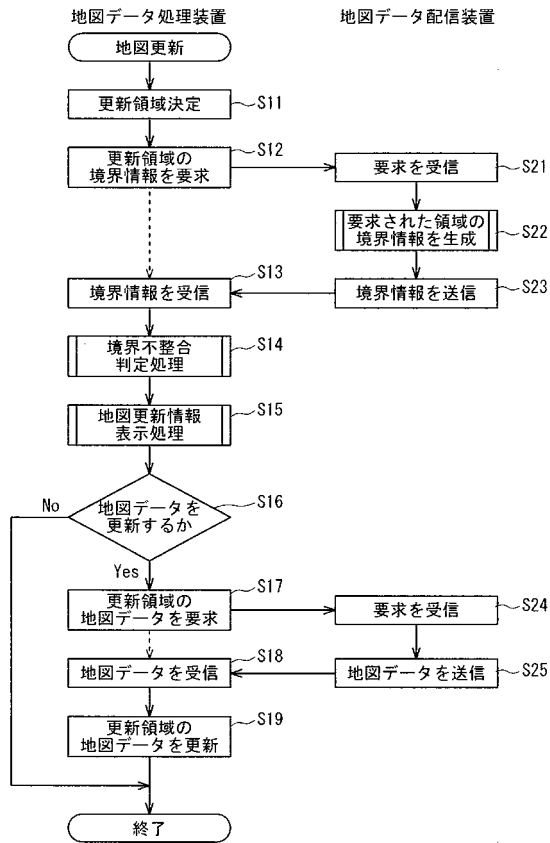 地図データ処理装置
地図データ配信装置
地図更新
更新領域決定
S11
更新領域の
境界情報を要求
S12
要求を受信
S21
要求された領域の
境界情報を生成
S22
境界情報を受信
S13
境界情報を送信
S23
境界不整合
判定処理
S14
地図更新情報
表示処理
S15
地図データを
更新するか
S16
No
Yes
更新領域の
地図データを要求
S17
要求を受信
S24
地図データを受信
S18
地図データを送信
S25
更新領域の
地図データを更新
S19
終了